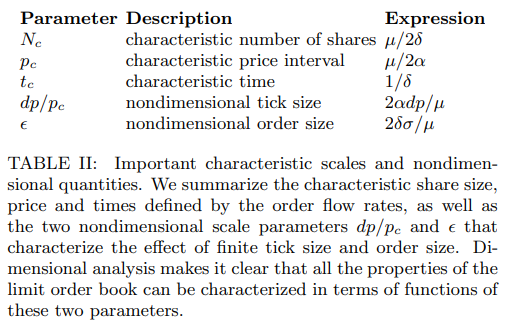 Parameter Description Expression
Nc characteristic number of shares μ/2δ
pc characteristic price interval μ/2α
tc characteristic time 1/δ
dp/pc nondimensional tick size 2αdp/μ
ϵ nondimensional order size 2δσ/μ
TABLE II: Important characteristic scales and nondimen-
sional quantities. We summarize the characteristic share size,
price and times defined by the order flow rates, as well as
the two nondimensional scale parameters dp/pc and ϵ that
characterize the effect of finite tick size and order size. Di-
mensional analysis makes it clear that all the properties of the
limit order book can be characterized in terms of functions of
these two parameters.